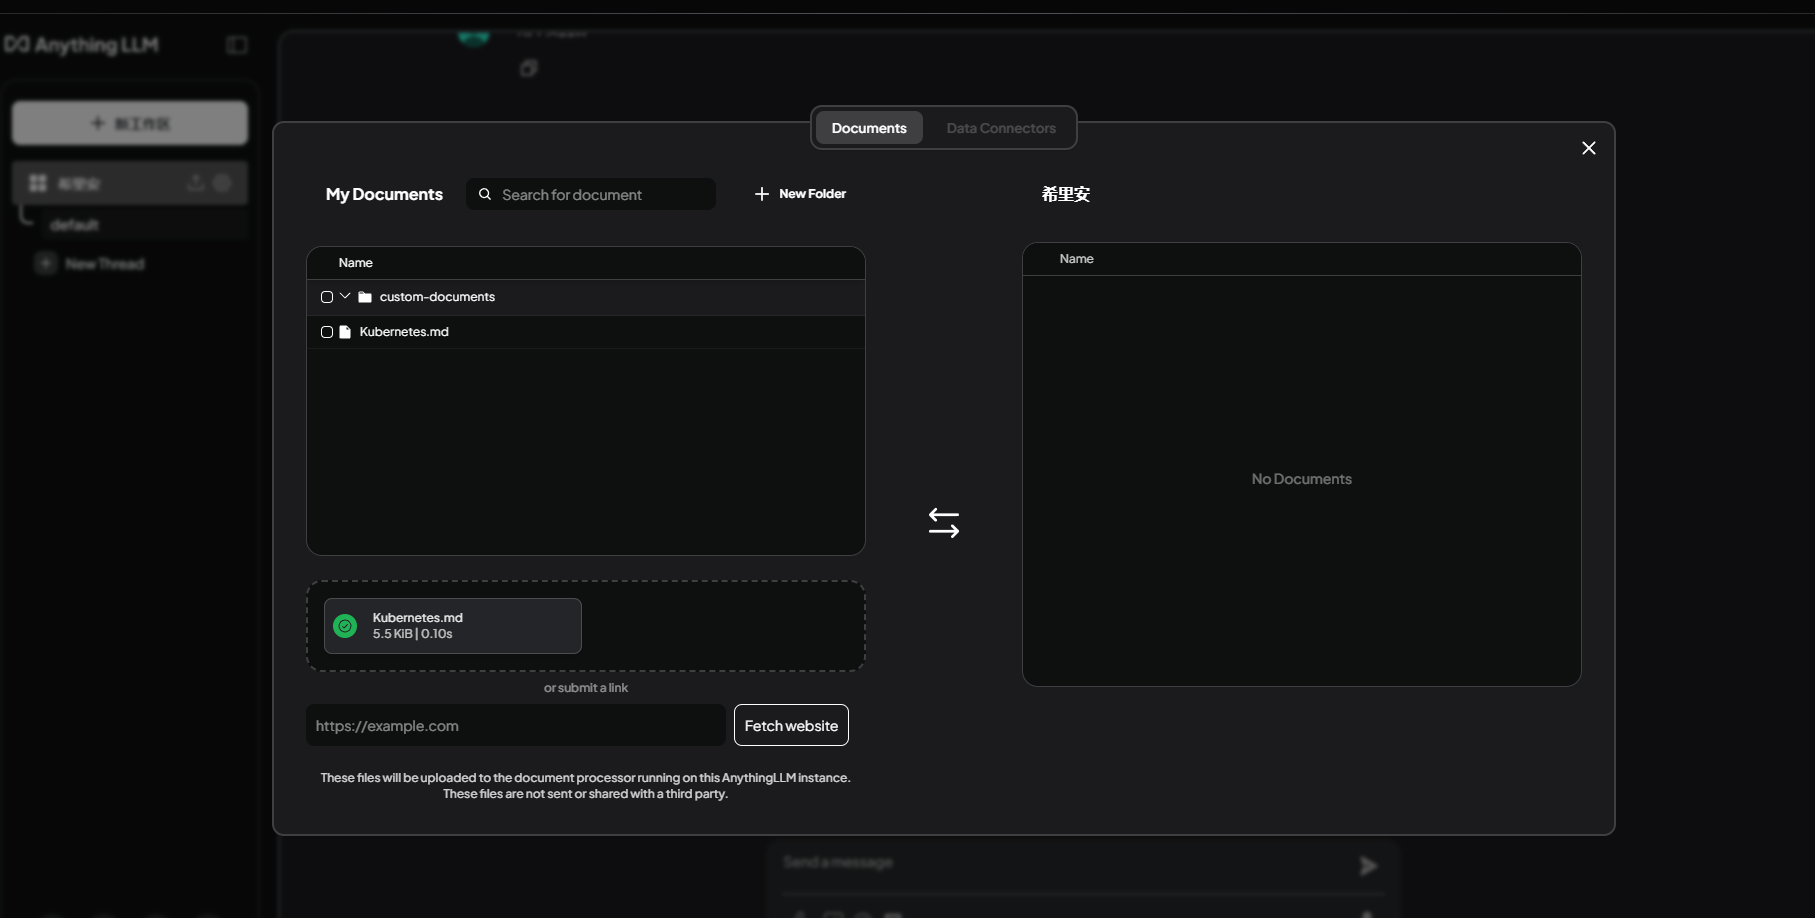 Anything LLM
新工作区
希里安
default
New Thread
Documents
Data Connectors
My Documents
Search for document
New Folder
希里安
Name
custom-documents
Kubernetes.md
Name
No Documents
Kubernetes.md
5.5 KiB | 0.10s
or submit a link
https://example.com
Fetch website
These files will be uploaded to the document processor running on this AnythingLLM instance.
These files are not sent or shared with a third party.
Send a message